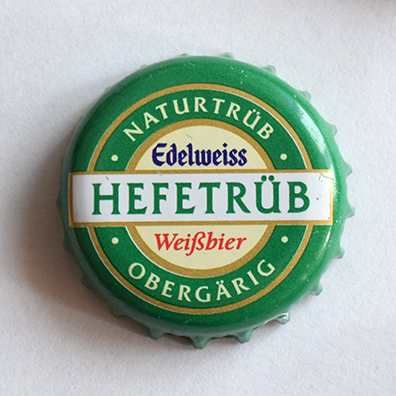 NATURTRÜB
Edelweiss
HEFETRÜB
Weißbier
OBERGÄRIG